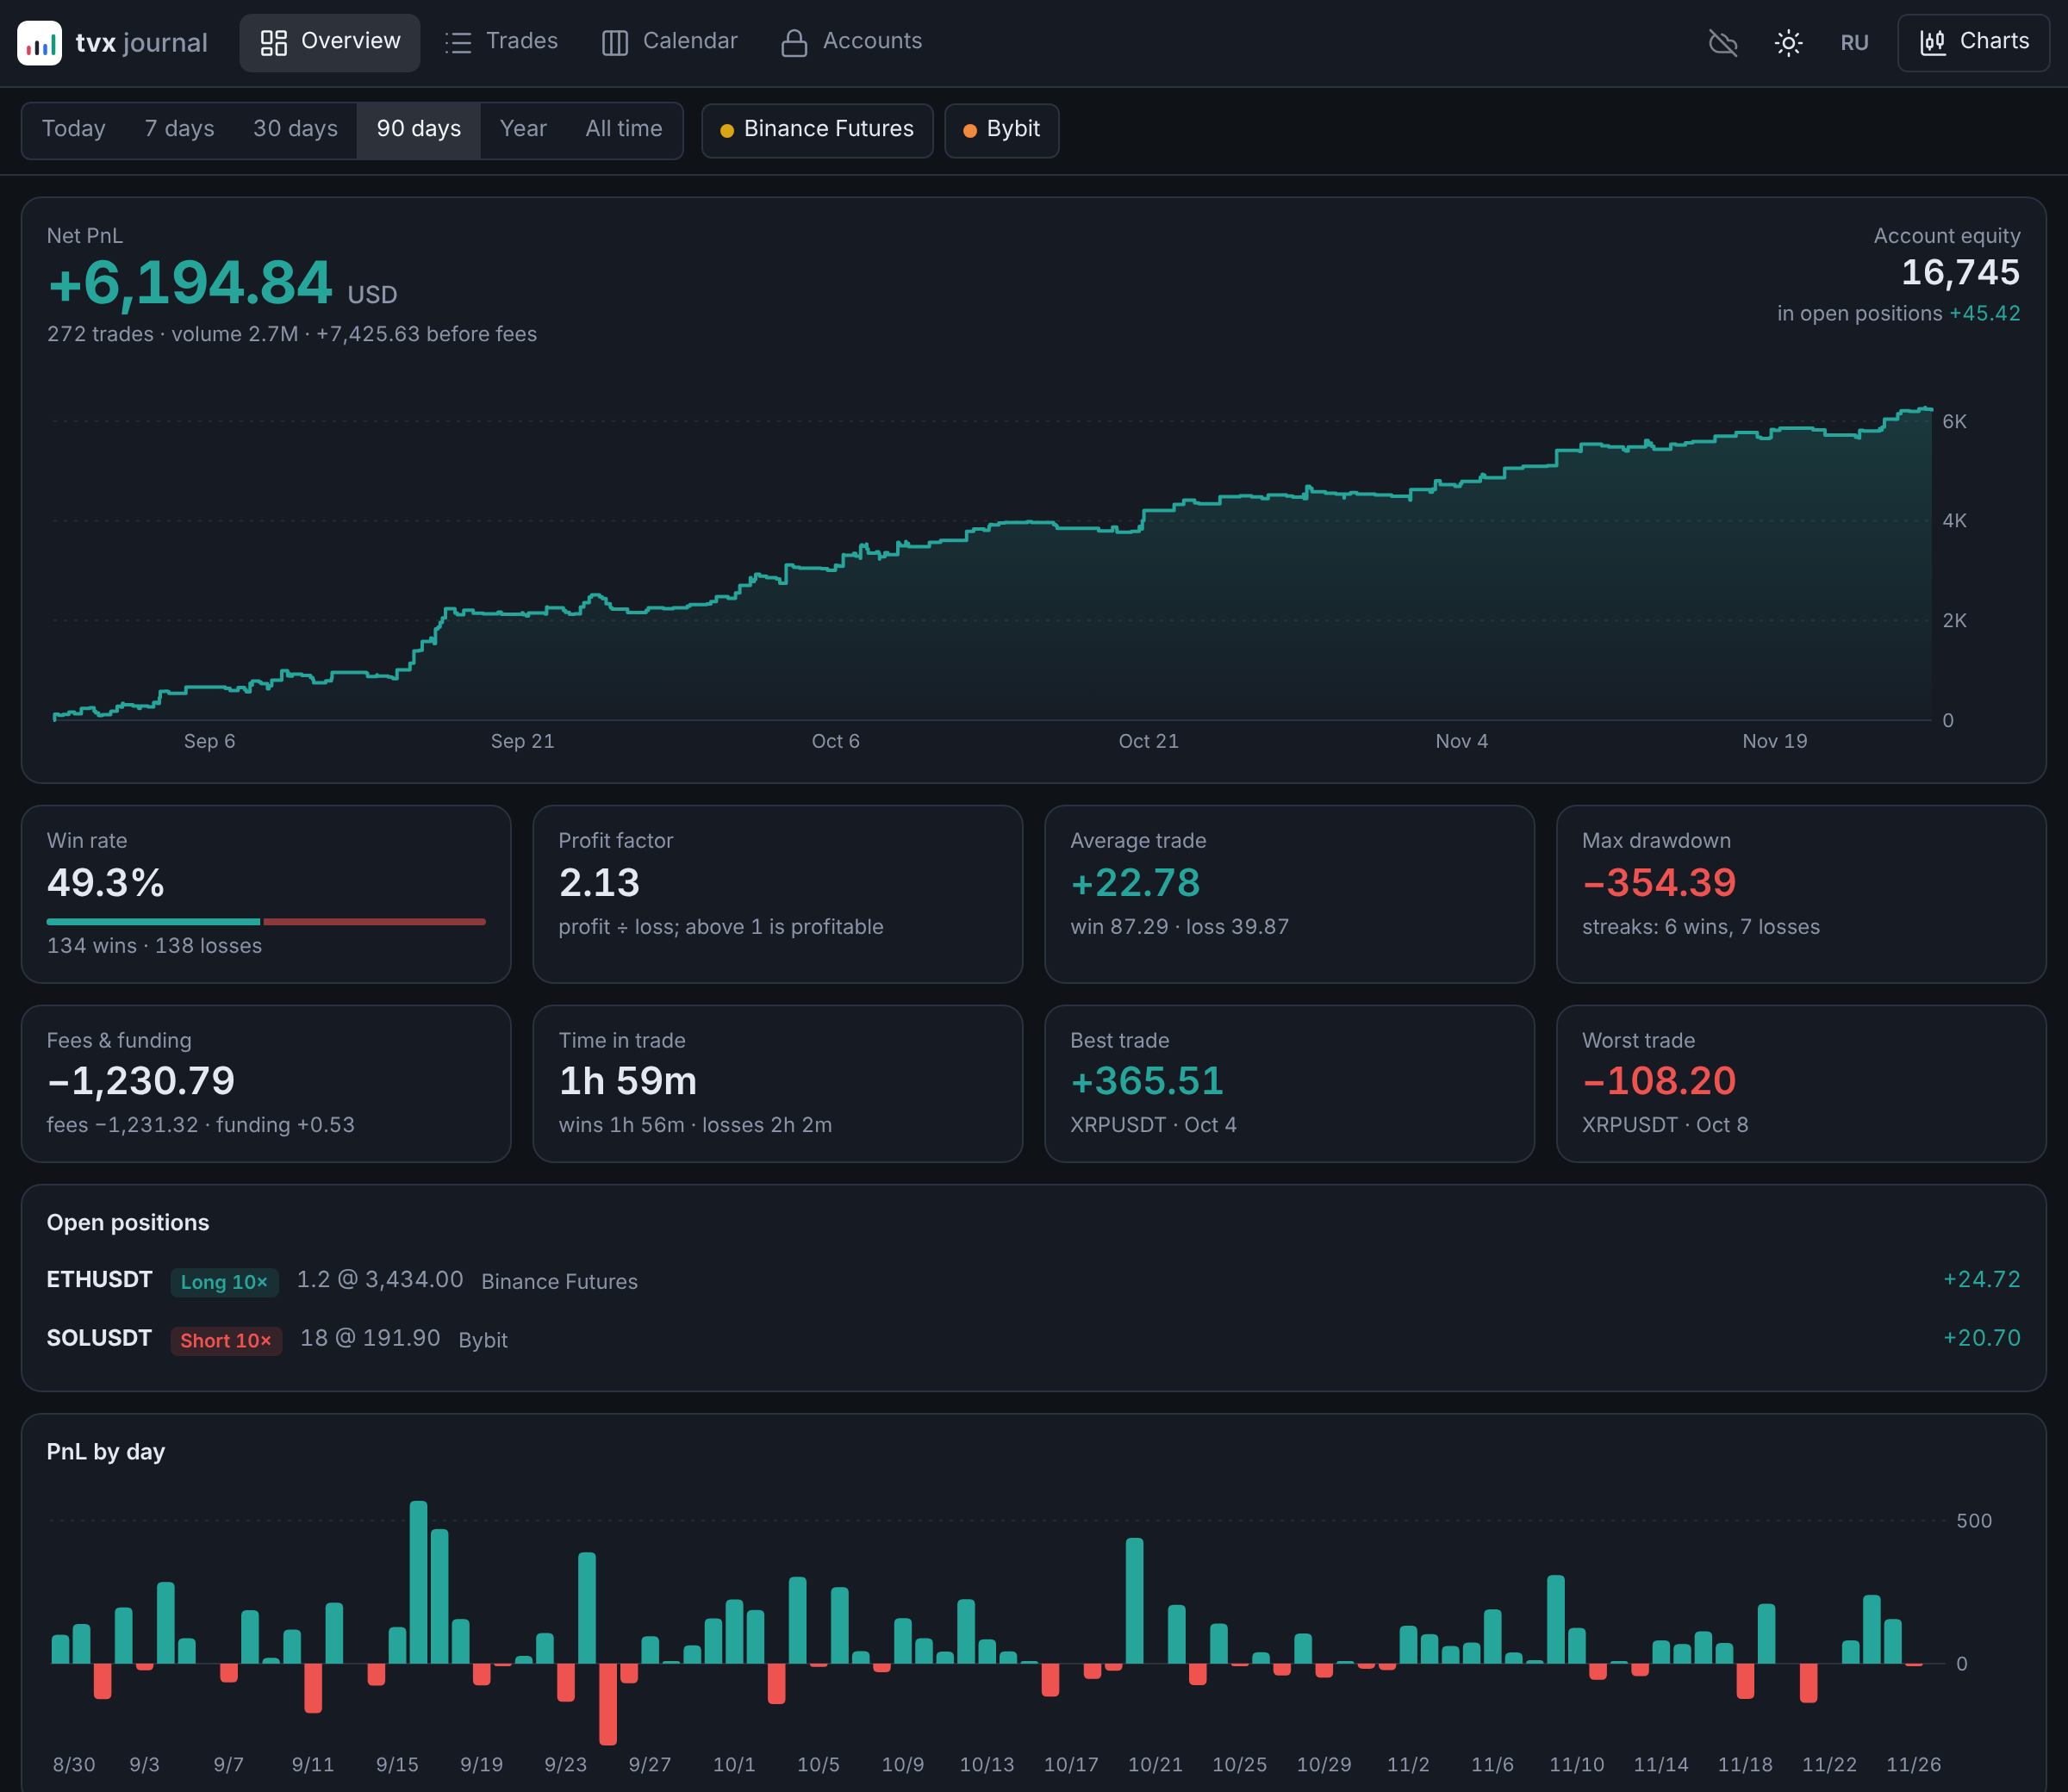 tvx journal Overview Trades Calendar Accounts RU Charts
Today 7 days 30 days 90 days Year All time Binance Futures Bybit
Net PnL Account equity
+6,194.84 USD 16,745
272 trades · volume 2.7M · +7,425.63 before fees in open positions +45.42
6K
4K
2K
0
Sep 6 Sep 21 Oct 6 Oct 21 Nov 4 Nov 19
Win rate Profit factor Average trade Max drawdown
49.3% 2.13 +22.78 −354.39
profit ÷ loss; above 1 is profitable win 87.29 · loss 39.87 streaks: 6 wins, 7 losses
134 wins · 138 losses
Fees & funding Time in trade Best trade Worst trade
−1,230.79 1h 59m +365.51 −108.20
fees −1,231.32 · funding +0.53 wins 1h 56m · losses 2h 2m XRPUSDT · Oct 4 XRPUSDT · Oct 8
Open positions
ETHUSDT Long 10× 1.2 @ 3,434.00 Binance Futures +24.72
SOLUSDT Short 10× 18 @ 191.90 Bybit +20.70
PnL by day
500
0
8/30 9/3 9/7 9/11 9/15 9/19 9/23 9/27 10/1 10/5 10/9 10/13 10/17 10/21 10/25 10/29 11/2 11/6 11/10 11/14 11/18 11/22 11/26